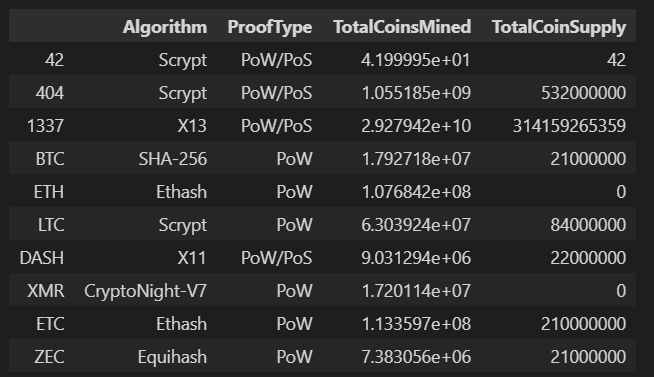 Algorithm ProofType TotalCoinsMined TotalCoinSupply
42 Scrypt PoW/PoS 4.199995e+01 42
404 Scrypt PoW/PoS 1.055185e+09 532000000
1337 X13 PoW/PoS 2.927942e+10 314159265359
BTC SHA-256 PoW 1.792718e+07 21000000
ETH Ethash PoW 1.076842e+08 0
LTC Scrypt PoW 6.303924e+07 84000000
DASH X11 PoW/PoS 9.031294e+06 22000000
XMR CryptoNight-V7 PoW 1.720114e+07 0
ETC Ethash PoW 1.133597e+08 210000000
ZEC Equihash PoW 7.383056e+06 21000000